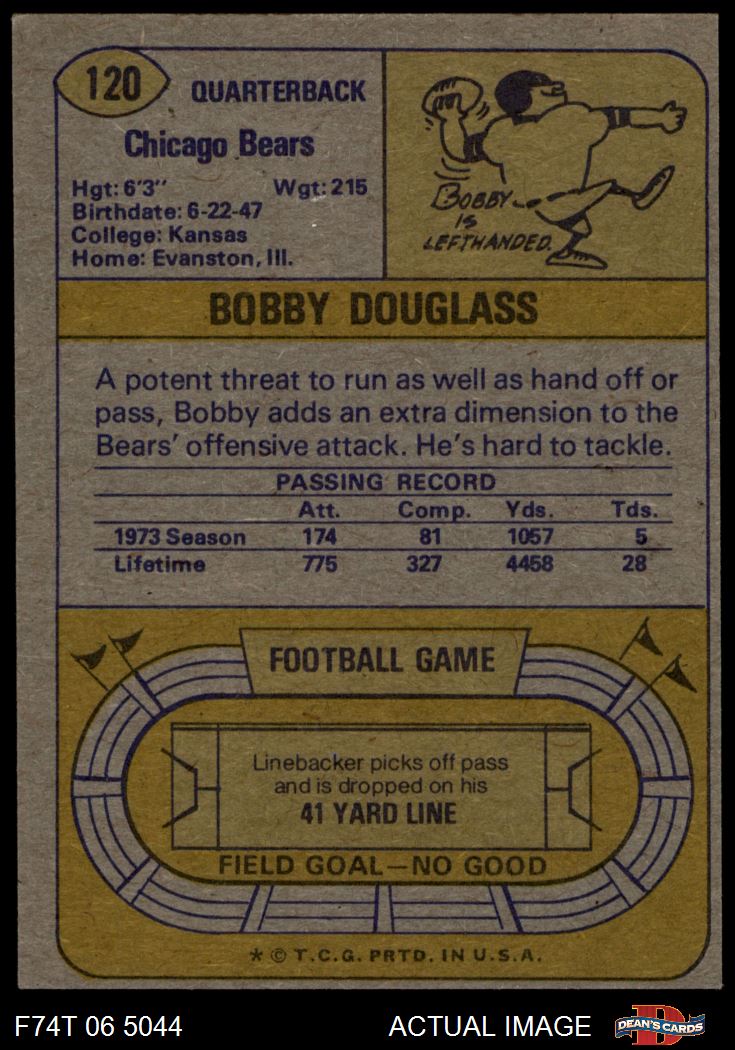 120
QUARTERBACK
Chicago Bears
Hgt: 6'3" Wgt: 215
Birthdate: 6-22-47
College: Kansas
Home: Evanston, Ill.
BOBBY
IS
LEFTHANDED.
BOBBY DOUGLASS
A potent threat to run as well as hand off or
pass, Bobby adds an extra dimension to the
Bears' offensive attack. He's hard to tackle.
PASSING RECORD
Att. Comp. Yds. Tds.
1973 Season 174 81 1057 5
Lifetime 775 327 4458 28
FOOTBALL GAME
Linebacker picks off pass
and is dropped on his
41 YARD LINE
FIELD GOAL—NO GOOD
* © T.C.G. PRTD. IN U.S.A.
F74T 06 5044 ACTUAL IMAGE DEAN'S CARDS